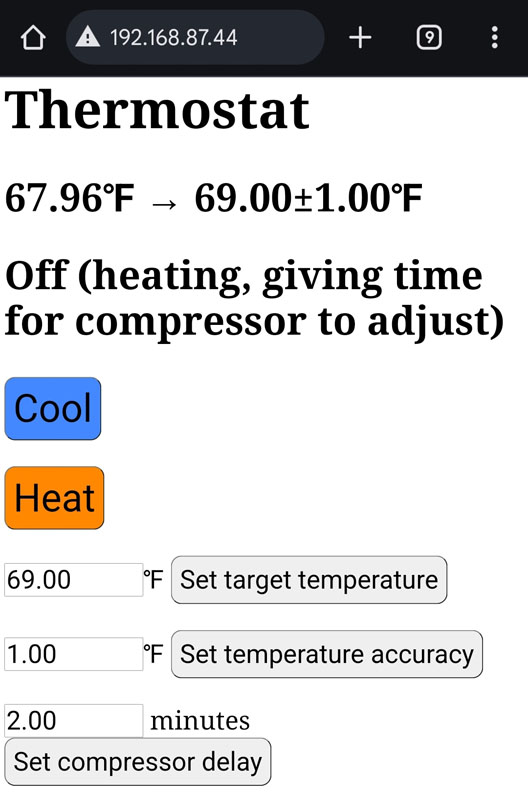 192.168.87.44
9
Thermostat
67.96°F → 69.00±1.00°F
Off (heating, giving time
for compressor to adjust)
Cool
Heat
69.00 °F Set target temperature
1.00 °F Set temperature accuracy
2.00 minutes
Set compressor delay